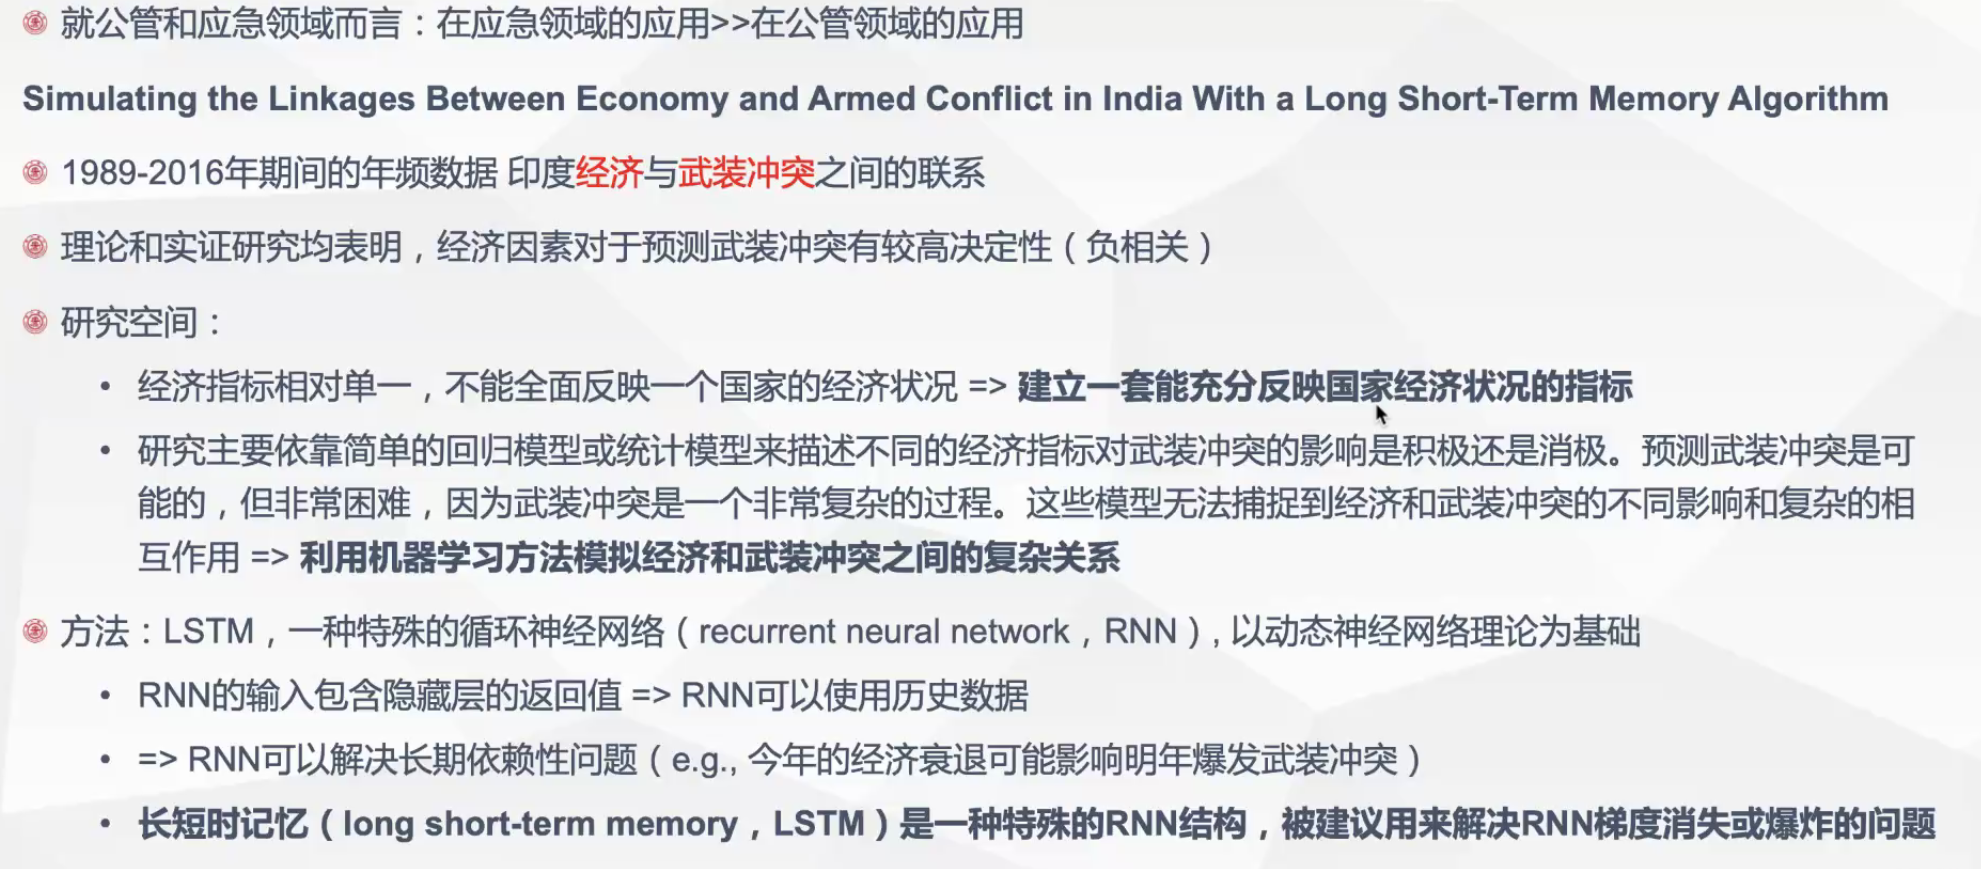 就公管和应急领域而言：在应急领域的应用>>在公管领域的应用
Simulating the Linkages Between Economy and Armed Conflict in India With a Long Short-Term Memory Algorithm
1989-2016年期间的年频数据 印度经济与武装冲突之间的联系
理论和实证研究均表明，经济因素对于预测武装冲突有较高决定性（负相关）
研究空间：
• 经济指标相对单一，不能全面反映一个国家的经济状况 => 建立一套能充分反映国家经济状况的指标
• 研究主要依靠简单的回归模型或统计模型来描述不同的经济指标对武装冲突的影响是积极还是消极。预测武装冲突是可
能的，但非常困难，因为武装冲突是一个非常复杂的过程。这些模型无法捕捉到经济和武装冲突的不同影响和复杂的相
互作用 => 利用机器学习方法模拟经济和武装冲突之间的复杂关系
方法：LSTM，一种特殊的循环神经网络（recurrent neural network，RNN）, 以动态神经网络理论为基础
• RNN的输入包含隐藏层的返回值 => RNN可以使用历史数据
• => RNN可以解决长期依赖性问题（e.g., 今年的经济衰退可能影响明年爆发武装冲突）
• 长短时记忆（long short-term memory，LSTM）是一种特殊的RNN结构，被建议用来解决RNN梯度消失或爆炸的问题